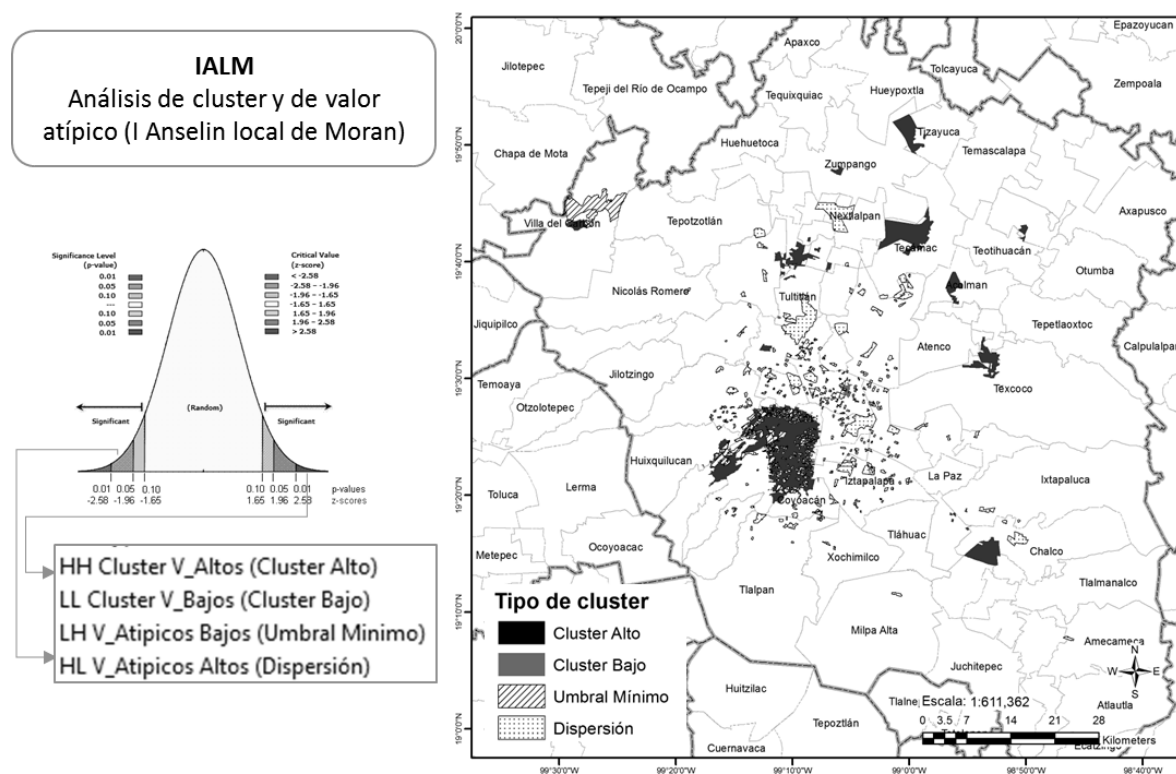 IALM
Análisis de cluster y de valor
atípico (I Anselin local de Moran)
Significance Level
(p-value)
0.01
0.05
0.10
---
0.10
0.05
0.01
Critical Value
(z-score)
< -2.58
-2.58 – -1.96
-1.96 – -1.65
-1.65 – 1.65
1.65 – 1.96
1.96 – 2.58
> 2.58
Significant
(Random)
Significant
0.01 0.05 0.10 0.10 0.05 0.01 p-values
-2.58 -1.96 -1.65 1.65 1.96 2.58 z-scores
HH Cluster V_Altos (Cluster Alto)
LL Cluster V_Bajos (Cluster Bajo)
LH V_Atipicos Bajos (Umbral Minimo)
HL V_Atipicos Altos (Dispersión)
20°0'N
19°50'0"N
19°40'0"N
19°30'0"N
19°20'0"N
19°10'0"N
19°0'0"N
Epazoyucan
Apaxco
Jilotepec
Tolcayuca
Zempoala
Tepeji del Río de Ocampo
Hueypoxtla
Tequixquiac
Tizayuca
Huehuetoca
Temascalapa
Chapa de Mota
Zumpango
Axapusco
Nextlalpan
Villa del Carbón
Tepotzotlán
Tecámac
Teotihuacán
Otumba
Nicolás Romero
Tultitlán
Acolman
Jiquipilco
Tepetlaoxtoc
Atenco
Calpulalpan
Jilotzingo
Temoaya
Texcoco
Otzolotepec
Huixquilucan
La Paz
Ixtapaluca
Iztapalapa
Toluca
Lerma
Coyoacán
Tláhuac
Metepec
Ocoyoacac
Xochimilco
Chalco
Tlalpan
Tlalmanalco
Milpa Alta
Amecameca
Juchitepec
Huitzilac
Atlautla
Tepoztlán
Cuernavaca
Ecatzingo
Tipo de cluster
Cluster Alto
Cluster Bajo
Umbral Mínimo
Dispersión
N
W E
S
Escala: 1:611,362
0 3.5 7 14 21 28
Kilometers
99°30'0"W 99°20'0"W 99°10'0"W 99°0'0"W 98°50'0"W 98°40'0"W